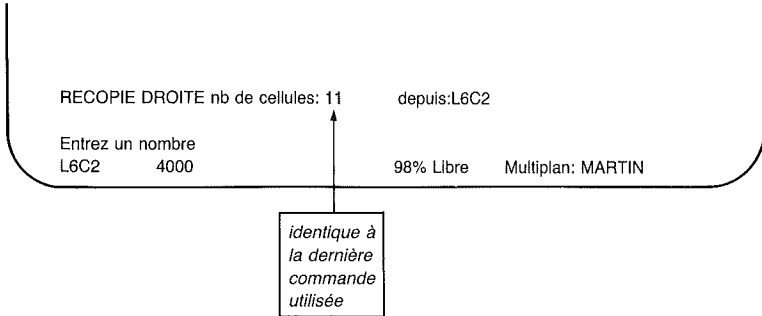 RECOPIE DROITE nb de cellules: 11 depuis:L6C2
Entrez un nombre
L6C2 4000 98% Libre Multiplan: MARTIN
identique à
la dernière
commande
utilisée